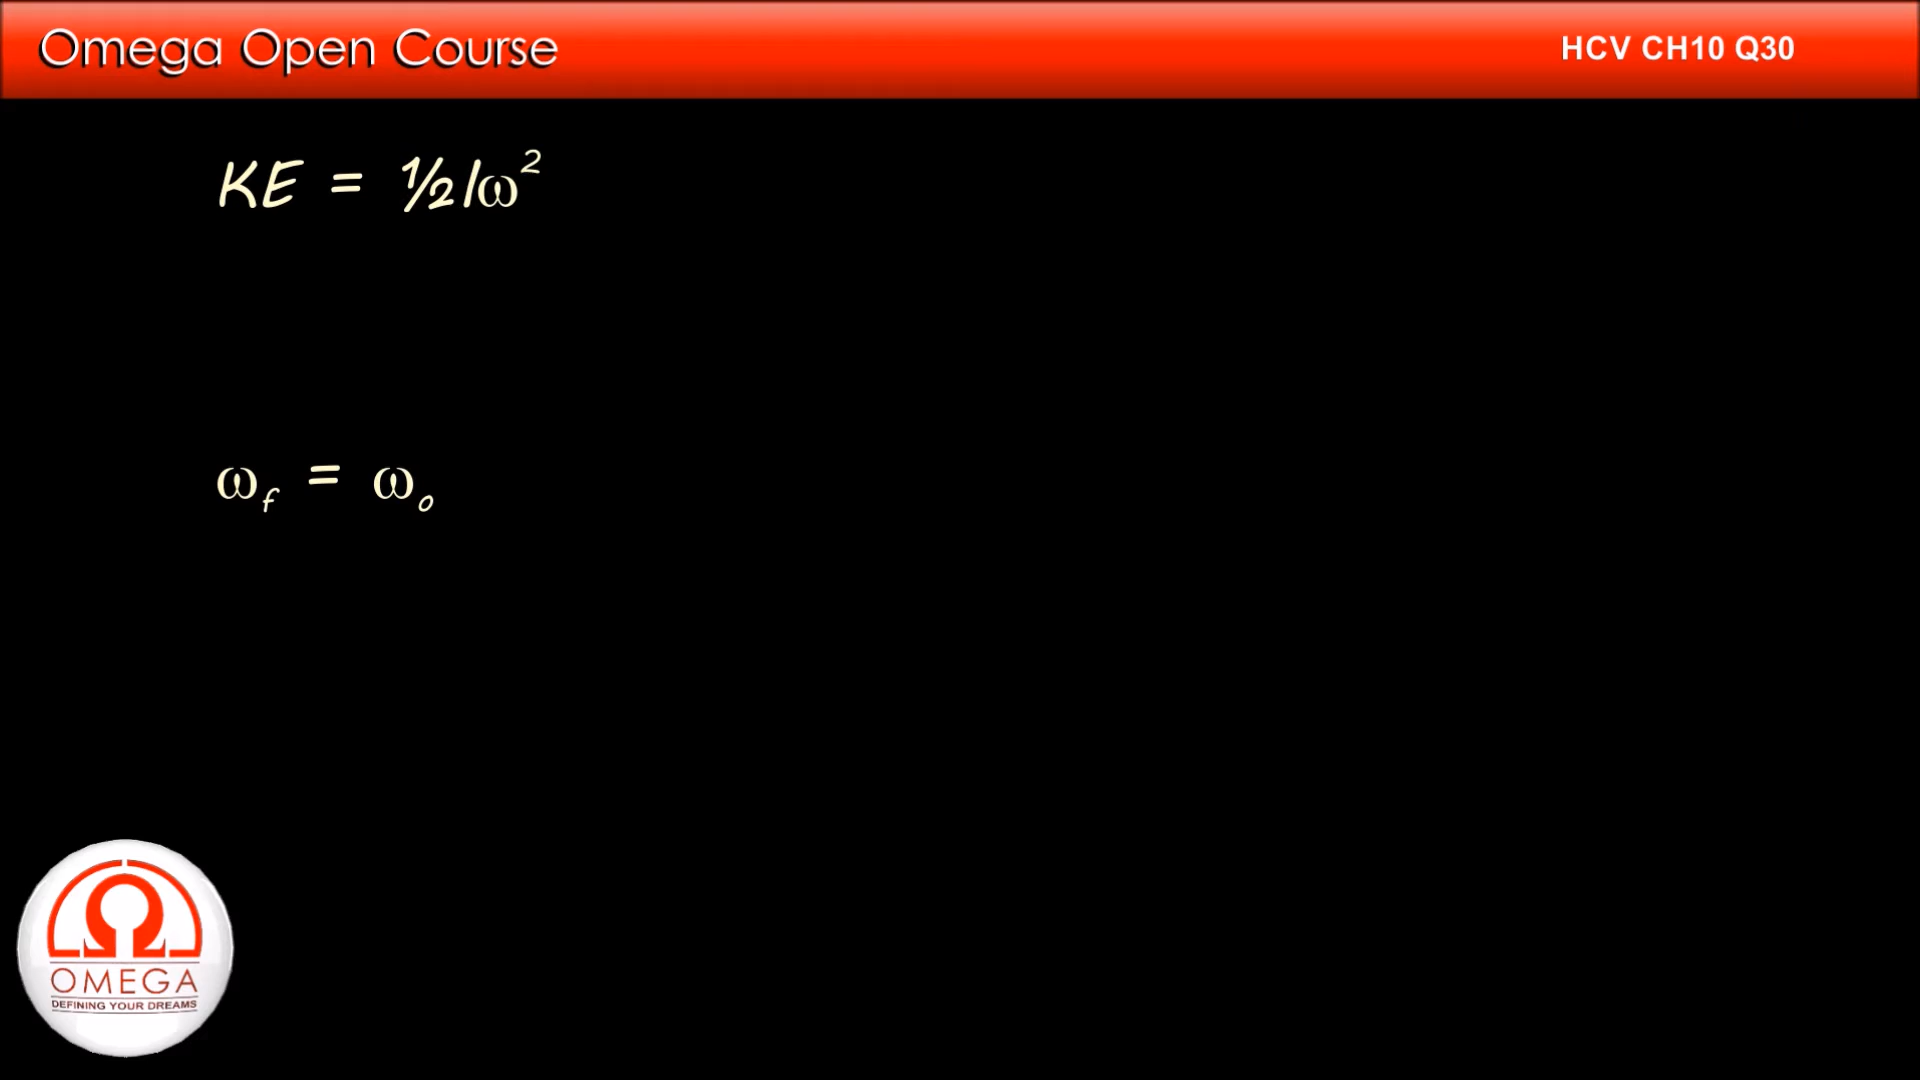 Omega Open Course
HCV CH10 Q30
KE = ½Iω²
ω_f = ω_o
OMEGA
DEFINING YOUR DREAMS